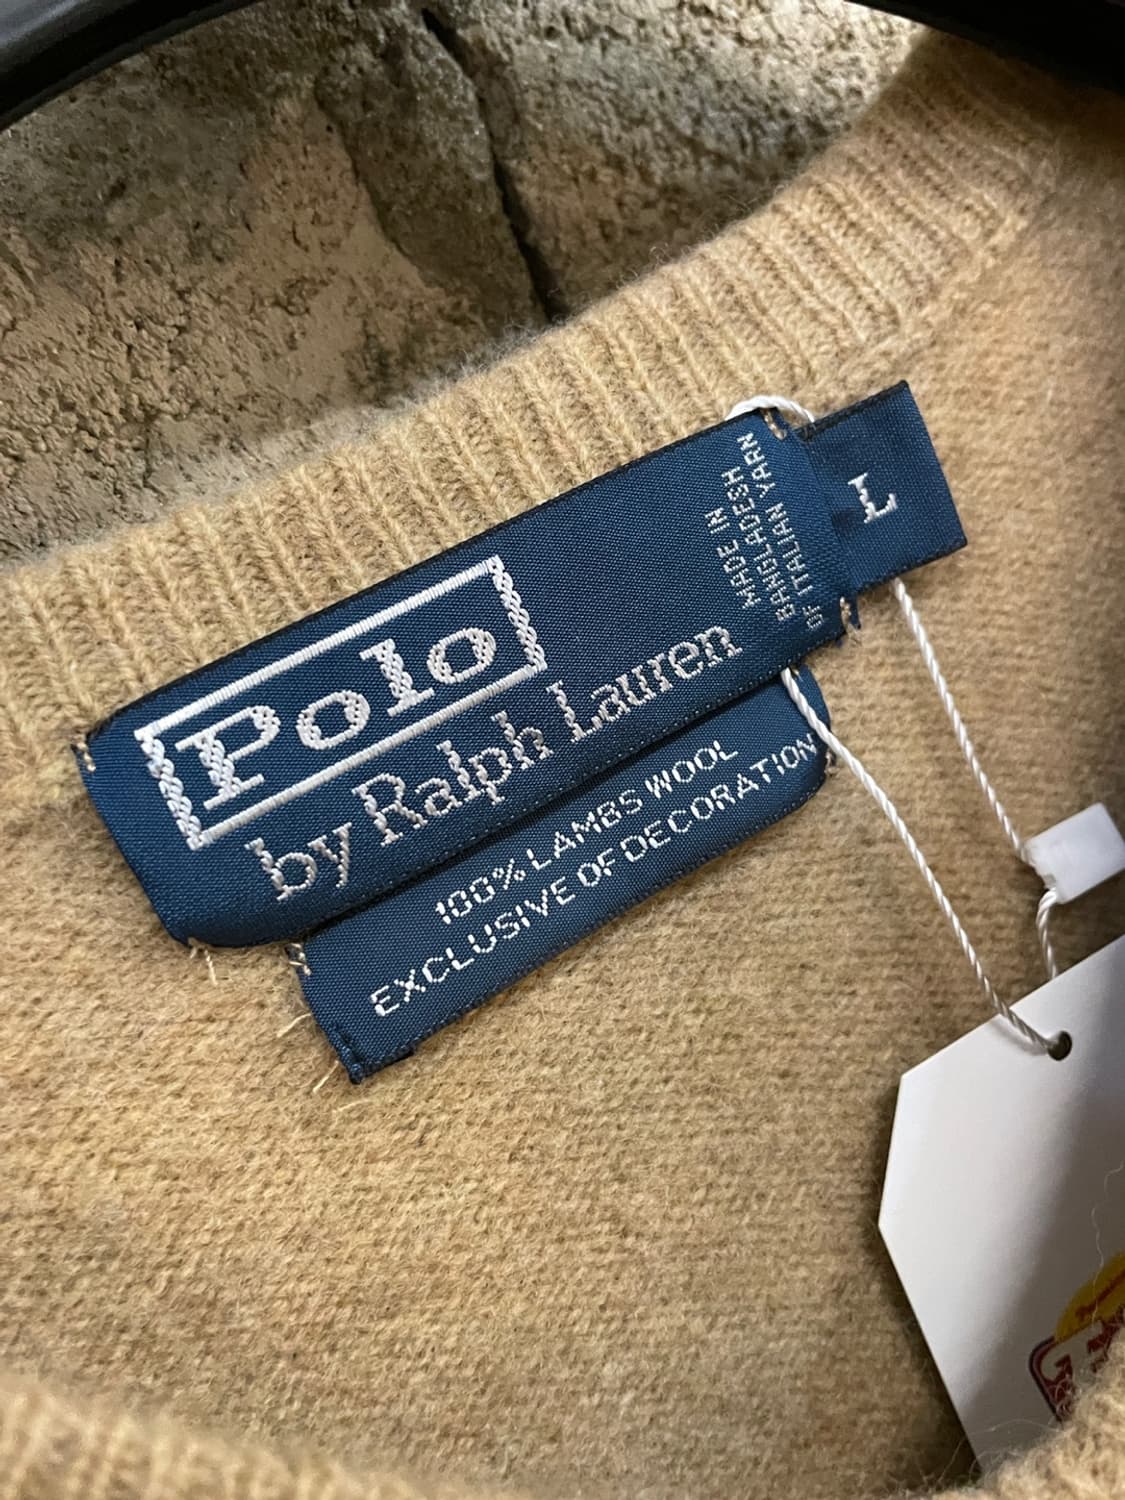 Polo
by Ralph Lauren
MADE IN
BANGLADESH
OF ITALIAN YARN
L
100% LAMBS WOOL
EXCLUSIVE OF DECORATION